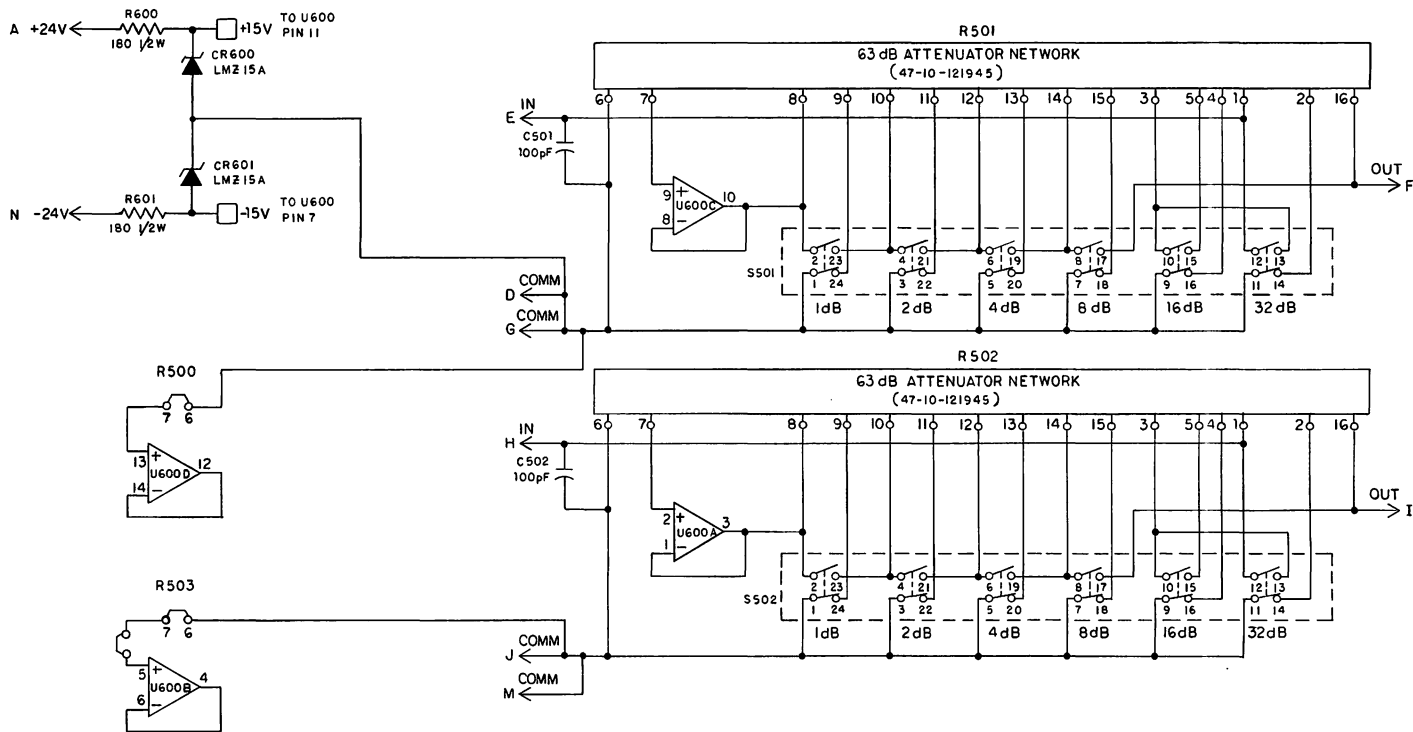 A +24V
R600
180 1/2W
+15V
TO U600
PIN 11
CR600
LMZ15A
CR601
LMZ15A
N -24V
R601
180 1/2W
-15V
TO U600
PIN 7
R501
63 dB ATTENUATOR NETWORK
(47-10-121945)
6 7 8 9 10 11 12 13 14 15 3 5 4 1 2 16
E IN
C501
100pF
OUT F
9 + U600C 10
8 -
S501
2 23 4 21 6 19 8 17 10 15 12 13
1 24 3 22 5 20 7 18 9 16 11 14
1dB 2dB 4dB 8dB 16dB 32dB
D COMM
G COMM
R500
7 6
13 + U600D 12
14 -
R502
63 dB ATTENUATOR NETWORK
(47-10-121945)
6 7 8 9 10 11 12 13 14 15 3 5 4 1 2 16
H IN
C502
100pF
OUT I
2 + U600A 3
1 -
S502
2 23 4 21 6 19 8 17 10 15 12 13
1 24 3 22 5 20 7 18 9 16 11 14
1dB 2dB 4dB 8dB 16dB 32dB
R503
7 6
5 + U600B 4
6 -
J COMM
M COMM